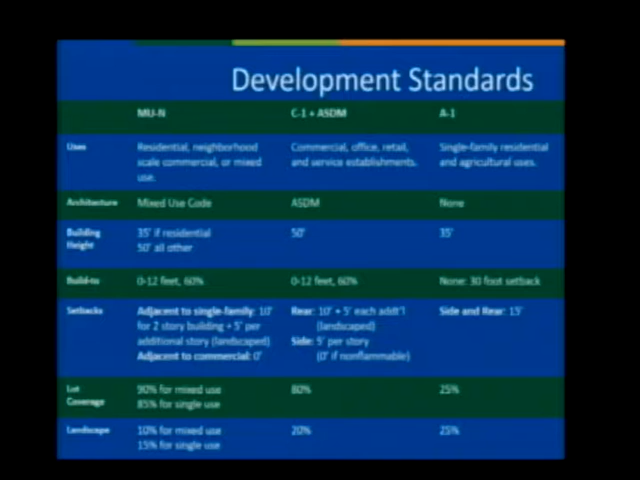 Development Standards
MU-N C-1 + ASDM A-1
Uses Residential, neighborhood scale commercial, or mixed use. Commercial, office, retail, and service establishments. Single-family residential and agricultural uses.
Architecture Mixed Use Code ASDM None
Building Height 35' if residential 50' all other 50' 35'
Build-to 0-12 feet, 60% 0-12 feet, 60% None: 30 foot setback
Setbacks Adjacent to single-family: 10' for 2 story building + 5' per additional story (landscaped) Adjacent to commercial: 0' Rear: 10' + 5' each addt'l (landscaped) Side: 5' per story (0' if nonflammable) Side and Rear: 15'
Lot Coverage 90% for mixed use 85% for single use 80% 25%
Landscape 10% for mixed use 15% for single use 20% 25%